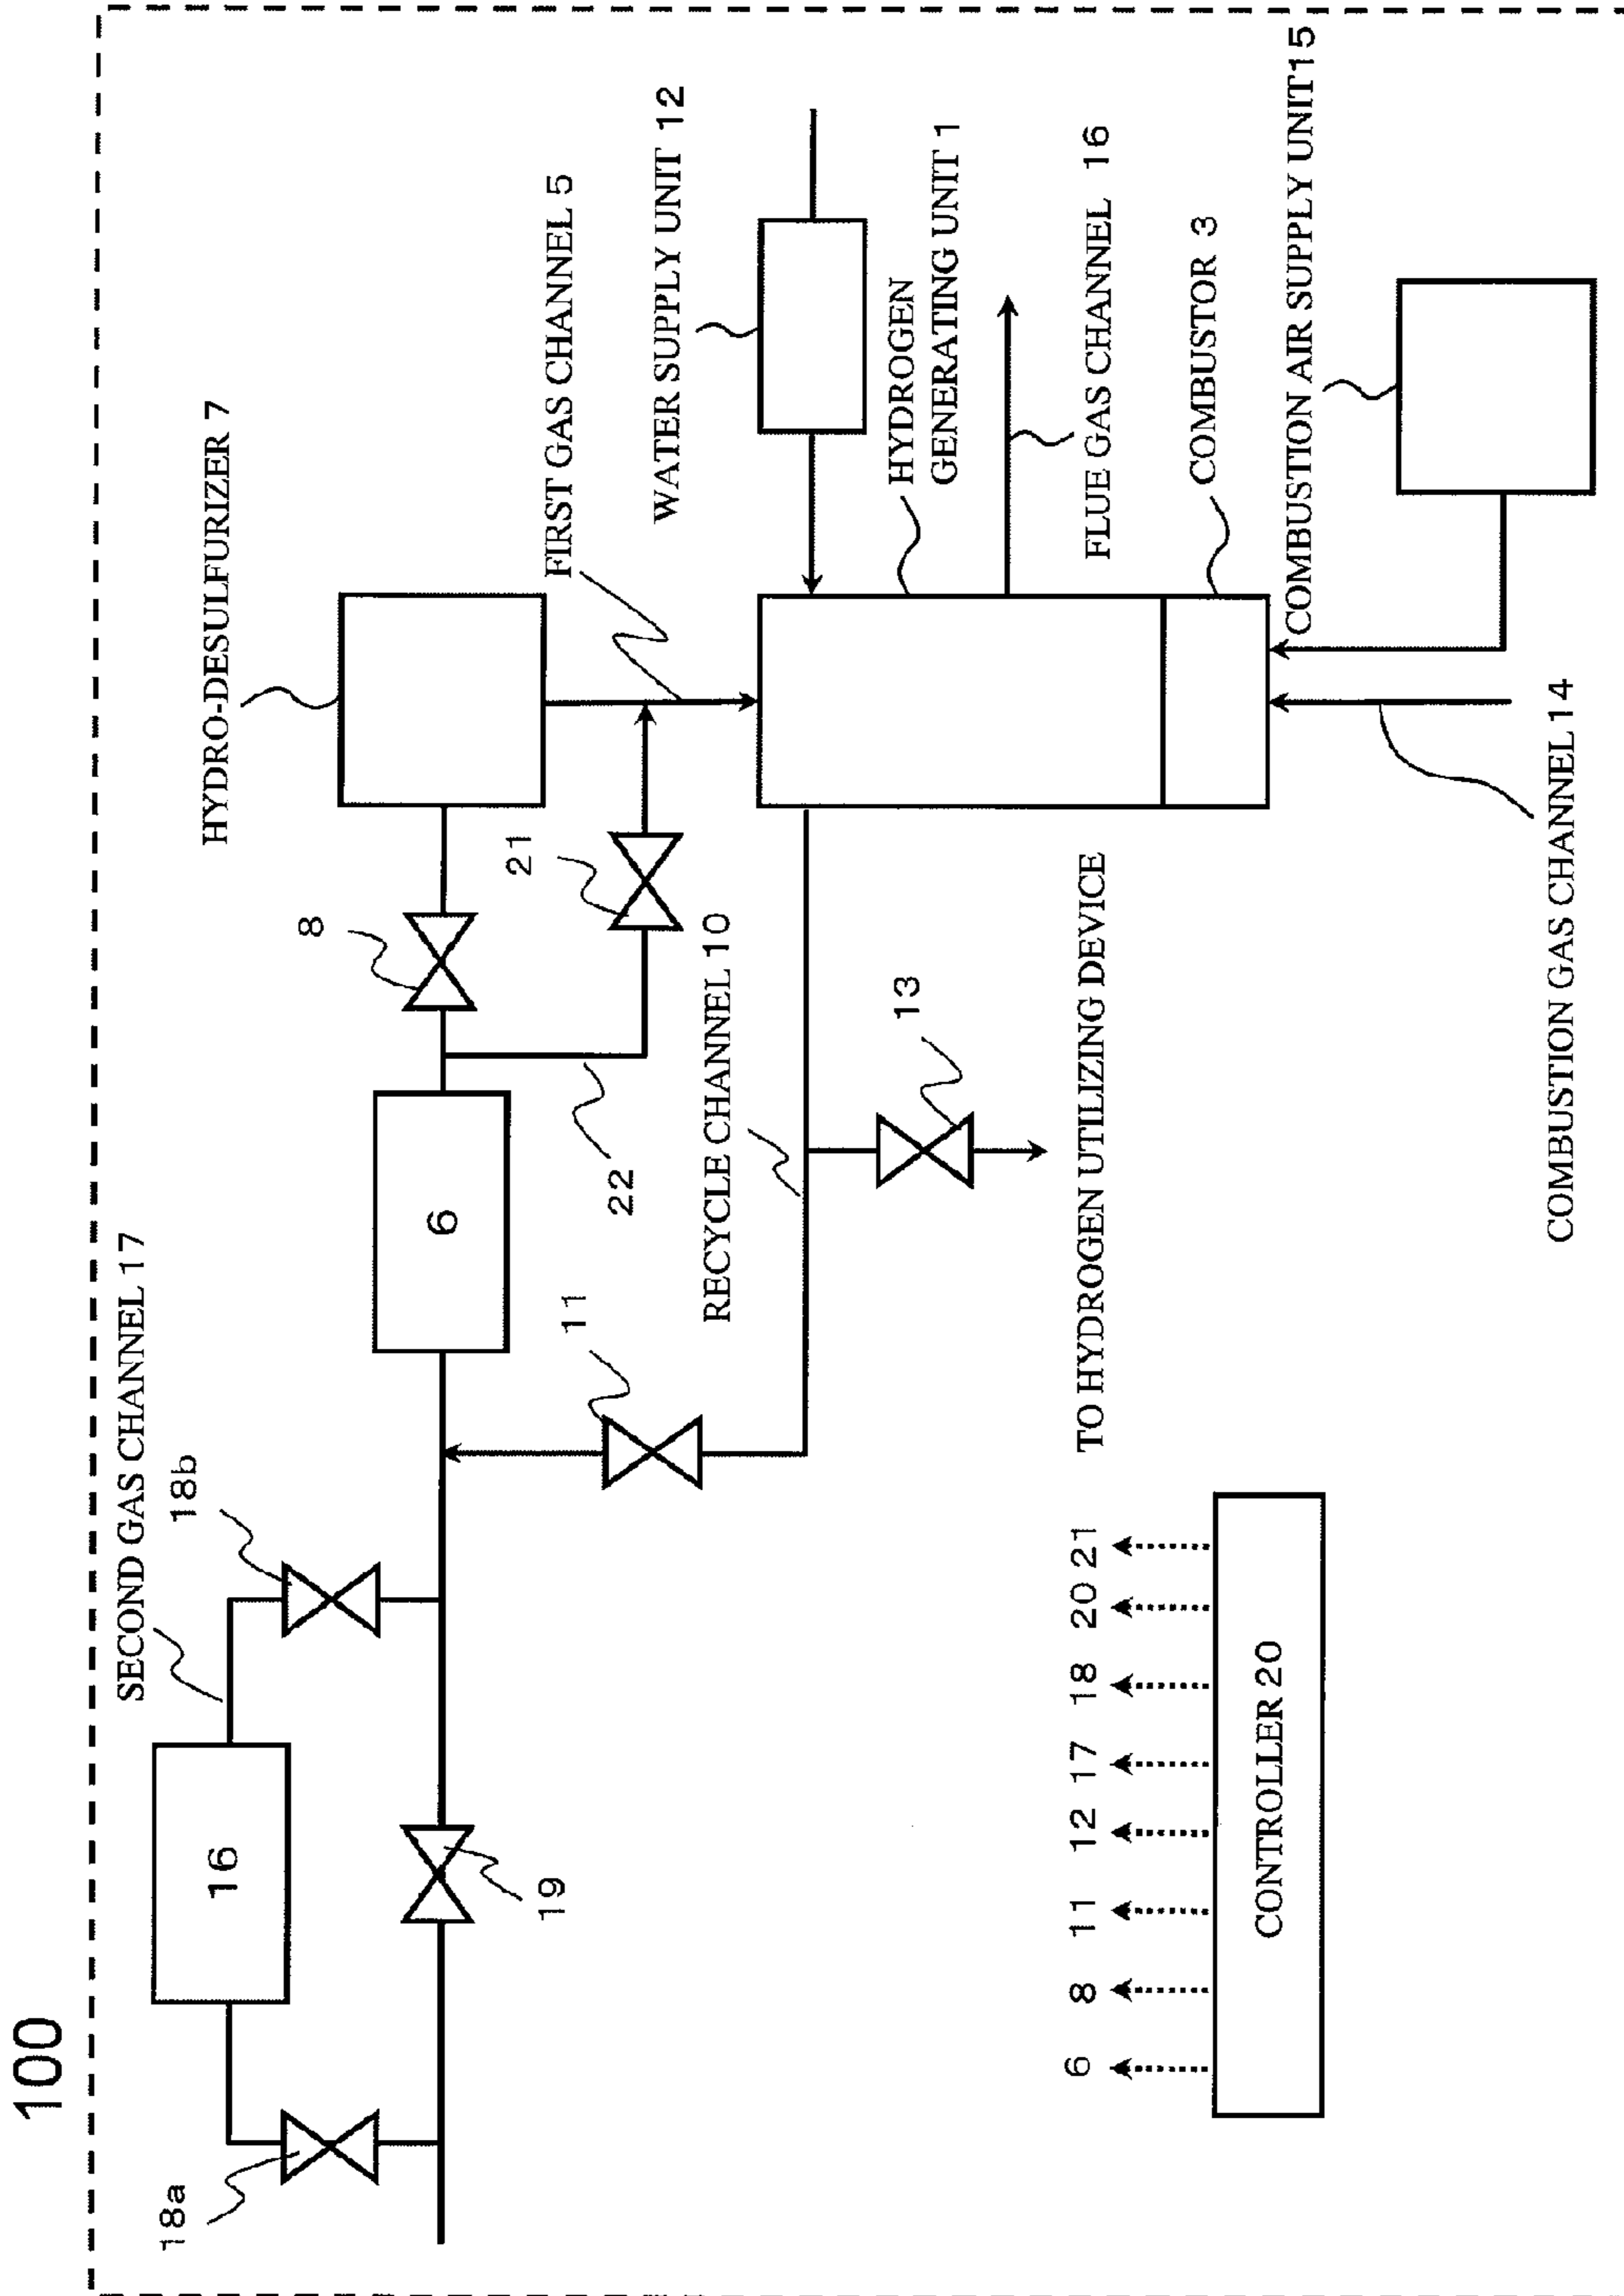 100
SECOND GAS CHANNEL 17
HYDRO-DESULFURIZER 7
18a
16
18b
19
6
8
22
21
FIRST GAS CHANNEL 5
11
RECYCLE CHANNEL 10
13
WATER SUPPLY UNIT 12
HYDROGEN
GENERATING UNIT 1
FLUE GAS CHANNEL 16
COMBUSTOR 3
COMBUSTION AIR SUPPLY UNIT15
TO HYDROGEN UTILIZING DEVICE
COMBUSTION GAS CHANNEL 14
6 8 11 12 17 18 20 21
CONTROLLER 20